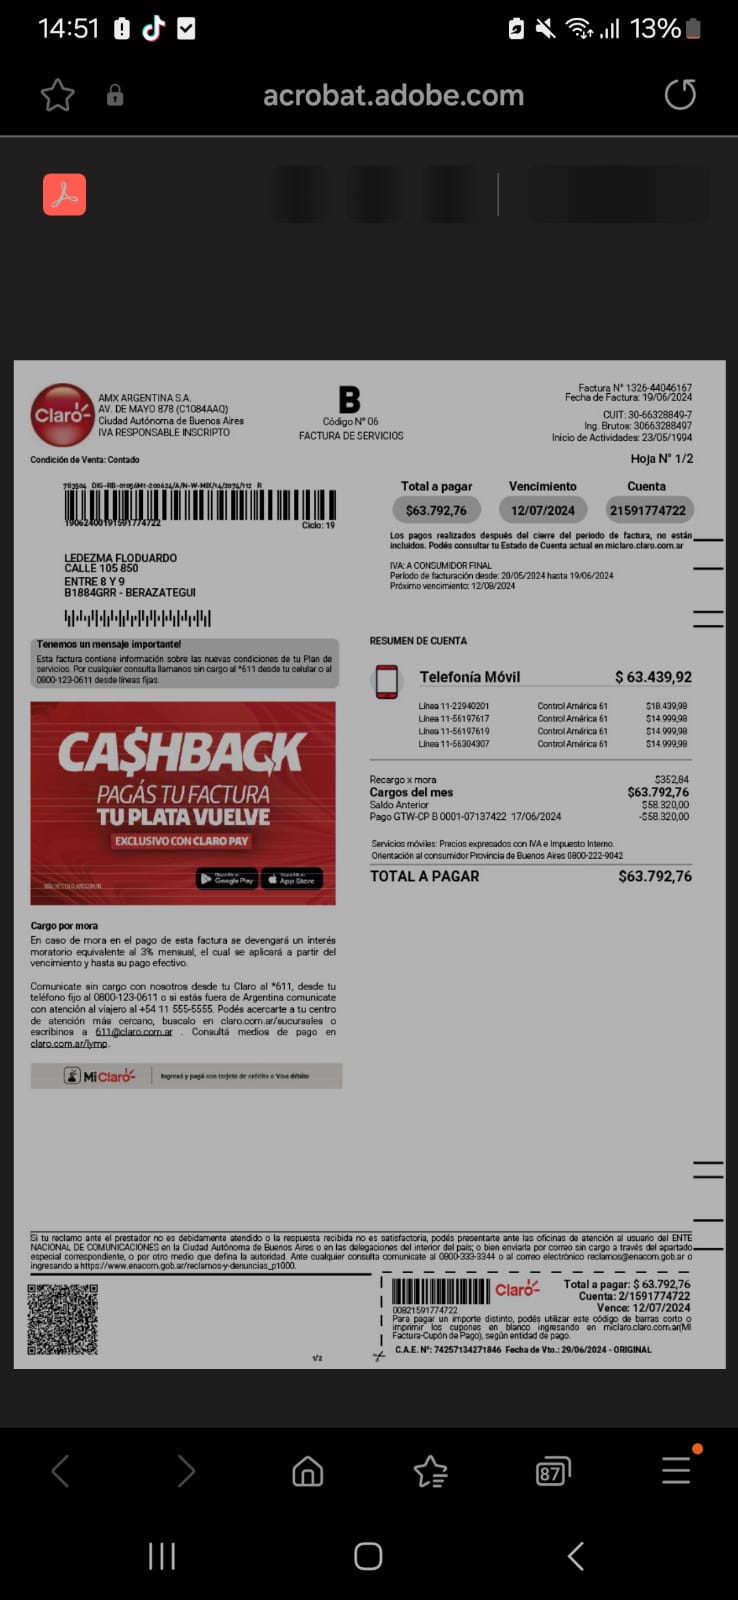 14:51
13%
acrobat.adobe.com
Claro
AMX ARGENTINA S.A.
AV. DE MAYO 878 (C1084AAQ)
Ciudad Autónoma de Buenos Aires
IVA RESPONSABLE INSCRIPTO
B
Código N° 06
FACTURA DE SERVICIOS
Factura N° 1326-44046167
Fecha de Factura: 19/06/2024
CUIT: 30-66328849-7
Ing. Brutos: 30663288497
Inicio de Actividades: 23/05/1994
Condición de Venta: Contado
Hoja N° 1/2
19062400191591774722
Ciclo: 19
Total a pagar Vencimiento Cuenta
$63.792,76 12/07/2024 21591774722
Los pagos realizados después del cierre del periodo de factura, no están
incluidos. Podés consultar tu Estado de Cuenta actual en miclaro.claro.com.ar
LEDEZMA FLODUARDO
CALLE 105 850
ENTRE 8 Y 9
B1884GRR - BERAZATEGUI
IVA: A CONSUMIDOR FINAL
Período de facturación desde: 20/05/2024 hasta 19/06/2024
Próximo vencimiento: 12/08/2024
Tenemos un mensaje importante!
Esta factura contiene información sobre las nuevas condiciones de tu Plan de
servicios. Por cualquier consulta llamanos sin cargo al *611 desde tu celular o al
0800-123-0611 desde líneas fijas.
CA$HBACK
PAGÁS TU FACTURA
TU PLATA VUELVE
EXCLUSIVO CON CLARO PAY
Google Play
App Store
RESUMEN DE CUENTA
Telefonía Móvil $ 63.439,92
Línea 11-22940201 Control América 61 $18.439,98
Línea 11-56197617 Control América 61 $14.999,98
Línea 11-56197619 Control América 61 $14.999,98
Línea 11-56304307 Control América 61 $14.999,98
Recargo x mora $352,84
Cargos del mes $63.792,76
Saldo Anterior $58.320,00
Pago GTW-CP B 0001-07137422 17/06/2024 -$58.320,00
Servicios móviles: Precios expresados con IVA e Impuesto Interno.
Orientación al consumidor Provincia de Buenos Aires 0800-222-9042
TOTAL A PAGAR $63.792,76
Cargo por mora
En caso de mora en el pago de esta factura se devengará un interés
moratorio equivalente al 3% mensual, el cual se aplicará a partir del
vencimiento y hasta su pago efectivo.
Comunicate sin cargo con nosotros desde tu Claro al *611, desde tu
teléfono fijo al 0800-123-0611 o si estás fuera de Argentina comunicate
con atención al viajero al +54 11 555-5555. Podés acercarte a tu centro
de atención más cercano, buscalo en claro.com.ar/sucursales o
escribinos a 611@claro.com.ar . Consultá medios de pago en
claro.com.ar/lymp.
MiClaro
Ingresá y pagá con tarjeta de crédito o Visa débito
Si tu reclamo ante el prestador no es debidamente atendido o la respuesta recibida no es satisfactoria, podés presentarte ante las oficinas de atención al usuario del ENTE
NACIONAL DE COMUNICACIONES en la Ciudad Autónoma de Buenos Aires o en las delegaciones del interior del país; o bien enviarla por correo sin cargo a través del apartado
especial correspondiente, o por otro medio que defina la autoridad. Ante cualquier consulta comunicate al 0800-333-3344 o al correo electrónico reclamos@enacom.gob.ar o
ingresando a https://www.enacom.gob.ar/reclamos-y-denuncias_p1000.
Claro
00821591774722
Total a pagar: $ 63.792,76
Cuenta: 2/1591774722
Vence: 12/07/2024
Para pagar un importe distinto, podés utilizar este código de barras corto o
imprimir los cupones en blanco ingresando en miclaro.claro.com.ar(Mi
Factura-Cupón de Pago), según entidad de pago.
C.A.E. N°: 74257134271846 Fecha de Vto.: 29/06/2024 - ORIGINAL
1/2
87